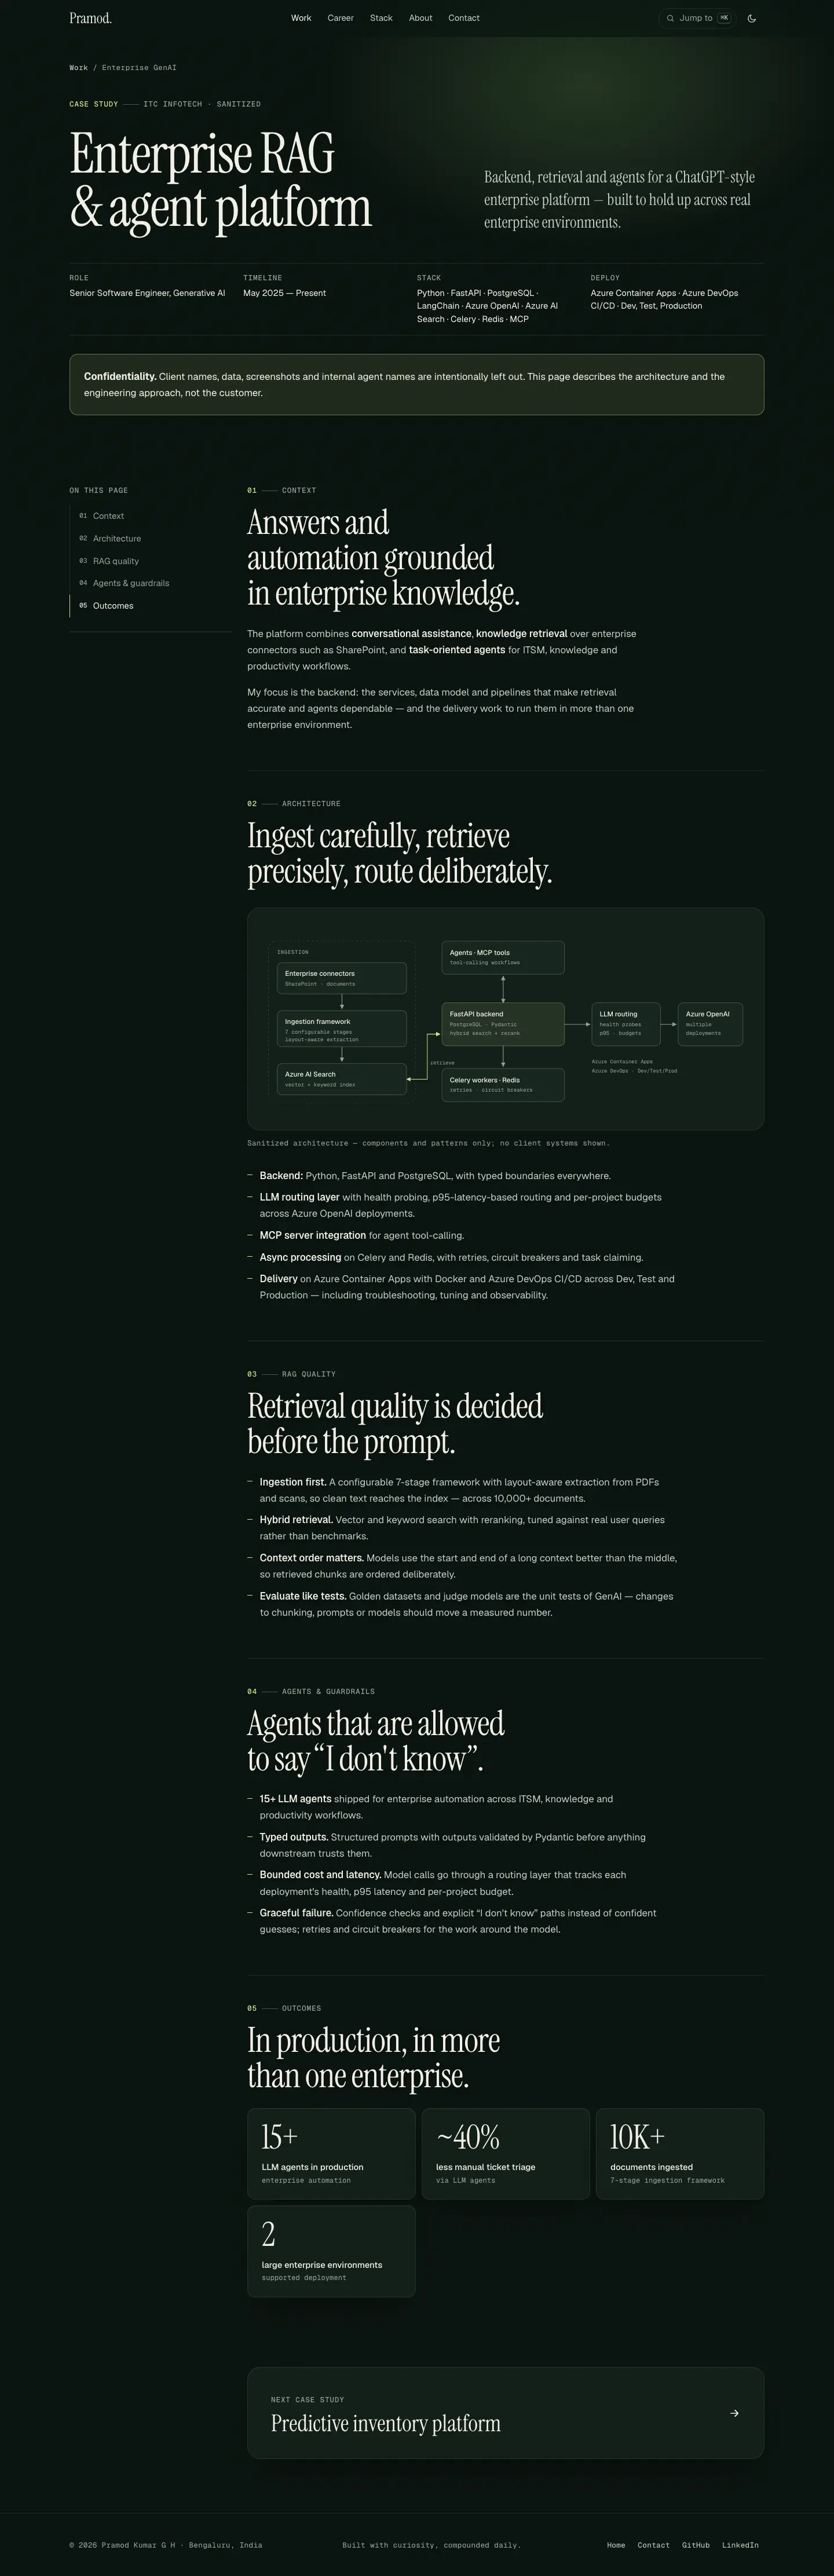 Pramod.
Work Career Stack About Contact
Jump to ⌘K
Work / Enterprise GenAI
CASE STUDY ITC INFOTECH · SANITIZED
Enterprise RAG
& agent platform
Backend, retrieval and agents for a ChatGPT-style
enterprise platform — built to hold up across real
enterprise environments.
ROLE
Senior Software Engineer, Generative AI
TIMELINE
May 2025 — Present
STACK
Python · FastAPI · PostgreSQL ·
LangChain · Azure OpenAI · Azure AI
Search · Celery · Redis · MCP
DEPLOY
Azure Container Apps · Azure DevOps
CI/CD · Dev, Test, Production
Confidentiality. Client names, data, screenshots and internal agent names are intentionally left out. This page describes the architecture and the
engineering approach, not the customer.
ON THIS PAGE
01 Context
02 Architecture
03 RAG quality
04 Agents & guardrails
05 Outcomes
01 CONTEXT
Answers and
automation grounded
in enterprise knowledge.
The platform combines conversational assistance, knowledge retrieval over enterprise
connectors such as SharePoint, and task-oriented agents for ITSM, knowledge and
productivity workflows.
My focus is the backend: the services, data model and pipelines that make retrieval
accurate and agents dependable — and the delivery work to run them in more than one
enterprise environment.
02 ARCHITECTURE
Ingest carefully, retrieve
precisely, route deliberately.
INGESTION
Enterprise connectors
SharePoint · documents
Ingestion framework
7 configurable stages
layout-aware extraction
Azure AI Search
vector + keyword index
retrieve
Agents · MCP tools
tool-calling workflows
FastAPI backend
PostgreSQL · Pydantic
hybrid search + rerank
Celery workers · Redis
retries · circuit breakers
LLM routing
health probes
p95 · budgets
Azure OpenAI
multiple
deployments
Azure Container Apps
Azure DevOps · Dev/Test/Prod
Sanitized architecture — components and patterns only; no client systems shown.
— Backend: Python, FastAPI and PostgreSQL, with typed boundaries everywhere.
— LLM routing layer with health probing, p95-latency-based routing and per-project budgets
across Azure OpenAI deployments.
— MCP server integration for agent tool-calling.
— Async processing on Celery and Redis, with retries, circuit breakers and task claiming.
— Delivery on Azure Container Apps with Docker and Azure DevOps CI/CD across Dev, Test and
Production — including troubleshooting, tuning and observability.
03 RAG QUALITY
Retrieval quality is decided
before the prompt.
— Ingestion first. A configurable 7-stage framework with layout-aware extraction from PDFs
and scans, so clean text reaches the index — across 10,000+ documents.
— Hybrid retrieval. Vector and keyword search with reranking, tuned against real user queries
rather than benchmarks.
— Context order matters. Models use the start and end of a long context better than the middle,
so retrieved chunks are ordered deliberately.
— Evaluate like tests. Golden datasets and judge models are the unit tests of GenAI — changes
to chunking, prompts or models should move a measured number.
04 AGENTS & GUARDRAILS
Agents that are allowed
to say “I don't know”.
— 15+ LLM agents shipped for enterprise automation across ITSM, knowledge and
productivity workflows.
— Typed outputs. Structured prompts with outputs validated by Pydantic before anything
downstream trusts them.
— Bounded cost and latency. Model calls go through a routing layer that tracks each
deployment's health, p95 latency and per-project budget.
— Graceful failure. Confidence checks and explicit “I don't know” paths instead of confident
guesses; retries and circuit breakers for the work around the model.
05 OUTCOMES
In production, in more
than one enterprise.
15+
LLM agents in production
enterprise automation
~40%
less manual ticket triage
via LLM agents
10K+
documents ingested
7-stage ingestion framework
2
large enterprise environments
supported deployment
NEXT CASE STUDY
Predictive inventory platform →
© 2026 Pramod Kumar G H · Bengaluru, India
Built with curiosity, compounded daily.
Home Contact GitHub LinkedIn